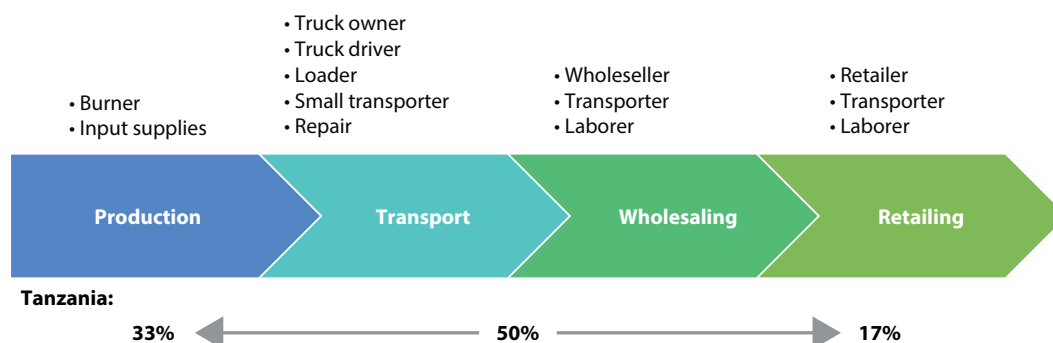 • Burner
• Input supplies
• Truck owner
• Truck driver
• Loader
• Small transporter
• Repair
• Wholeseller
• Transporter
• Laborer
• Retailer
• Transporter
• Laborer
Production
Transport
Wholesaling
Retailing
Tanzania:
33%
50%
17%